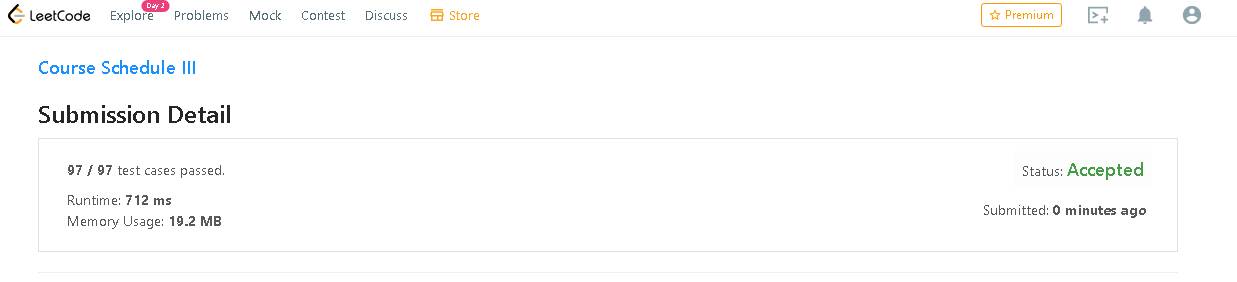 Day 2
LeetCode Explore Problems Mock Contest Discuss Store Premium
Course Schedule III
Submission Detail
97 / 97 test cases passed. Status: Accepted
Runtime: 712 ms
Memory Usage: 19.2 MB Submitted: 0 minutes ago